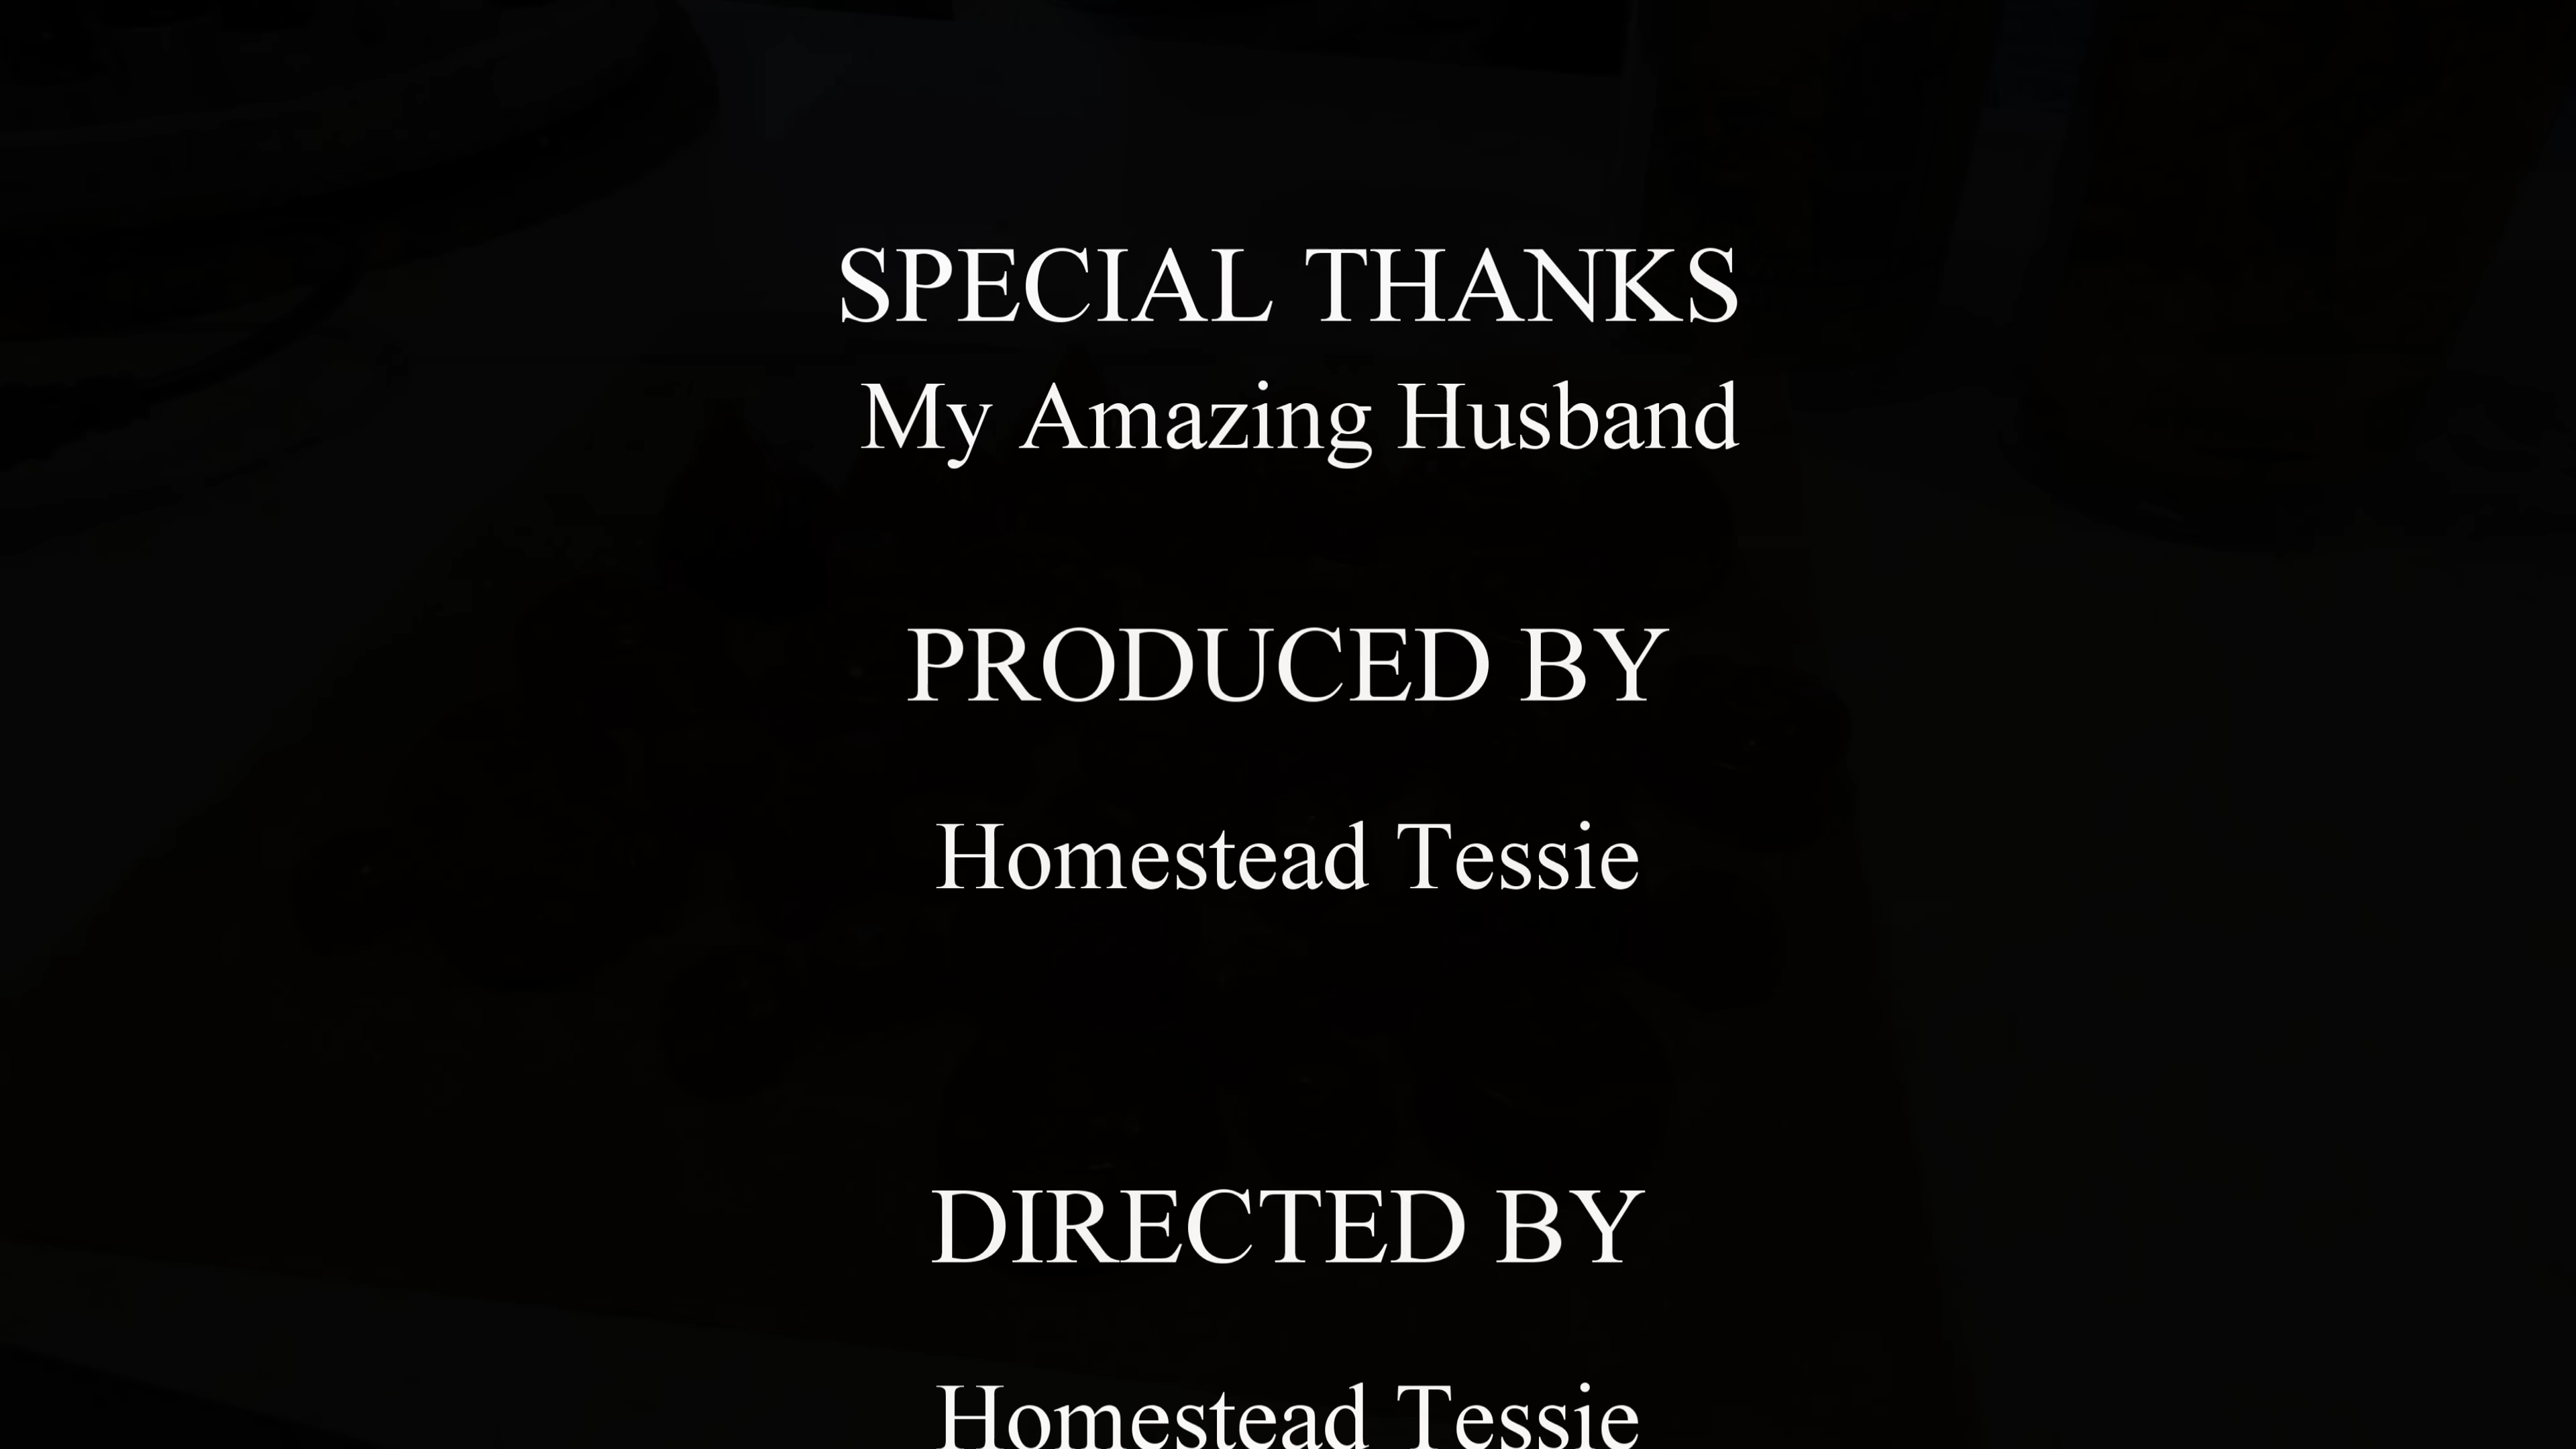 SPECIAL THANKS
My Amazing Husband
PRODUCED BY
Homestead Tessie
DIRECTED BY
Homestead Tessie